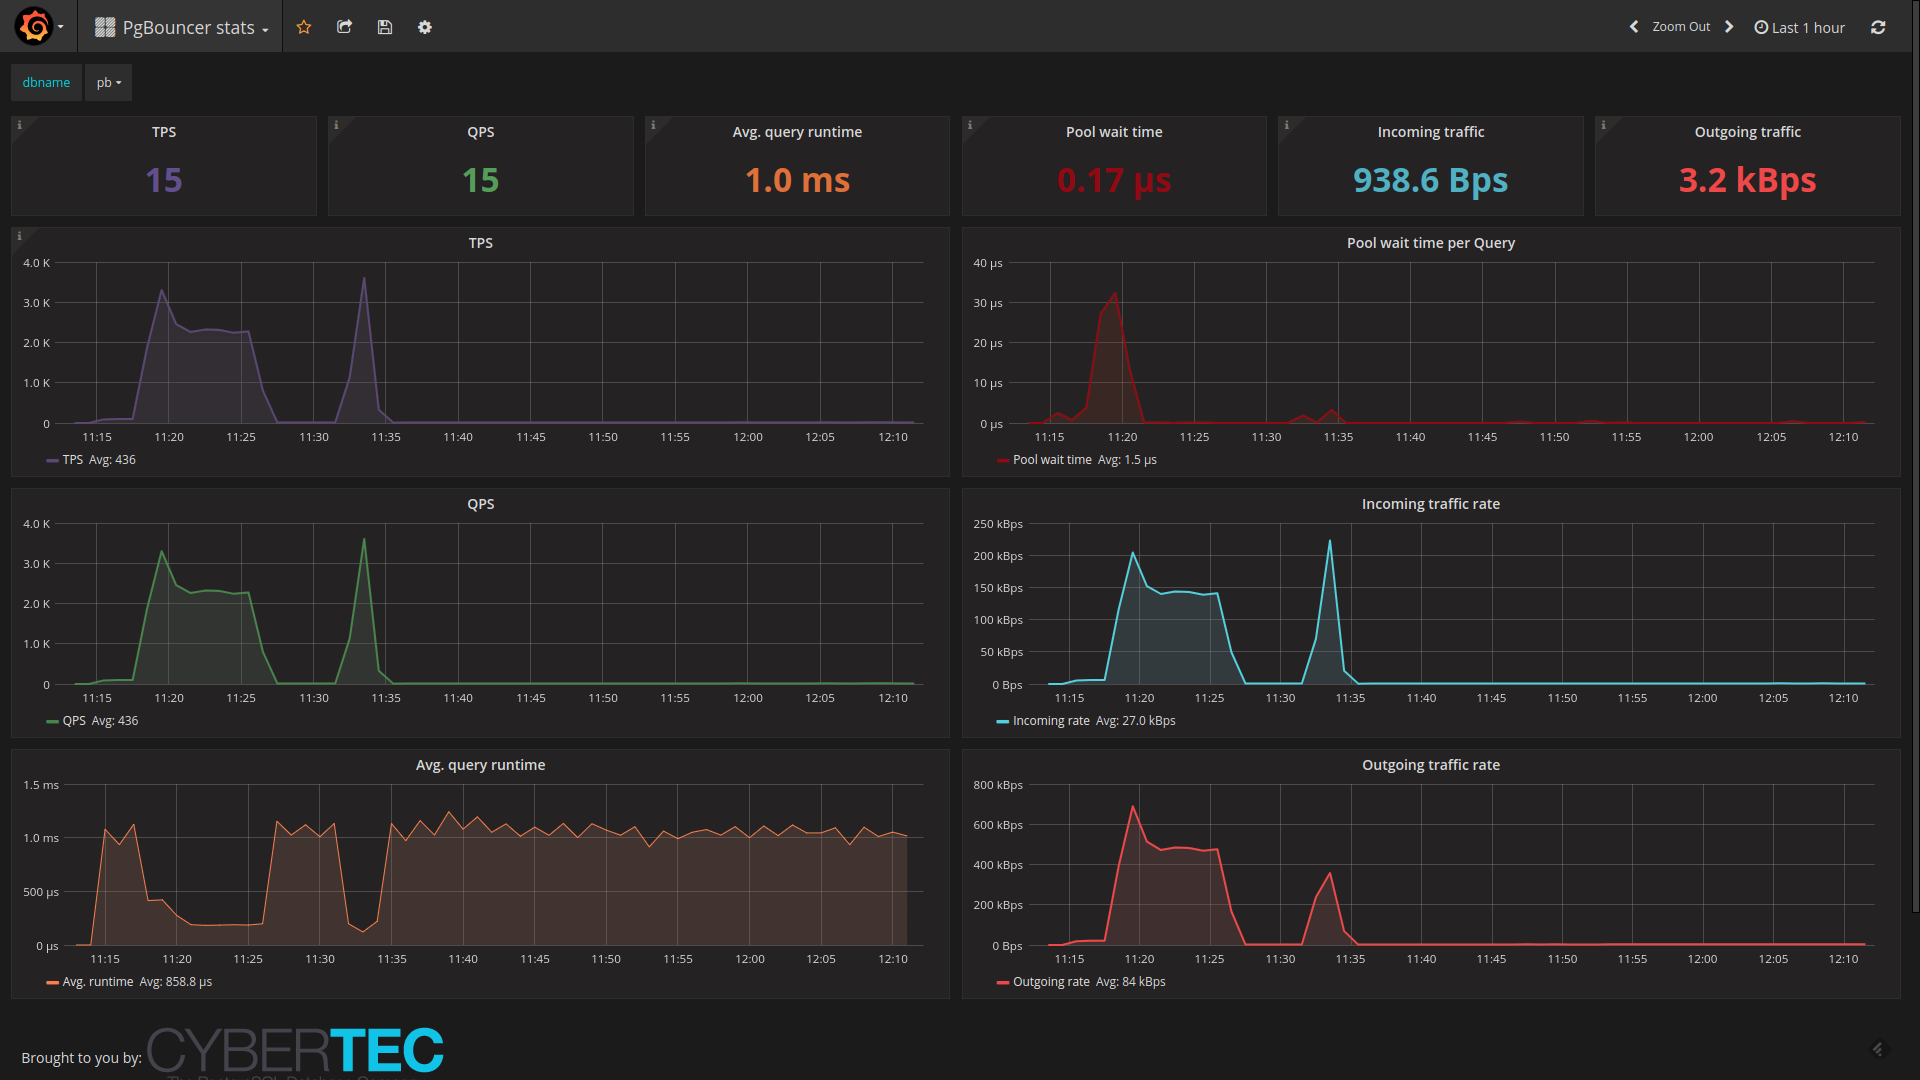 PgBouncer stats
Zoom Out
Last 1 hour
dbname
pb
TPS
15
QPS
15
Avg. query runtime
1.0 ms
Pool wait time
0.17 µs
Incoming traffic
938.6 Bps
Outgoing traffic
3.2 kBps
TPS
4.0 K
3.0 K
2.0 K
1.0 K
0
11:15 11:20 11:25 11:30 11:35 11:40 11:45 11:50 11:55 12:00 12:05 12:10
TPS Avg: 436
Pool wait time per Query
40 µs
30 µs
20 µs
10 µs
0 µs
11:15 11:20 11:25 11:30 11:35 11:40 11:45 11:50 11:55 12:00 12:05 12:10
Pool wait time Avg: 1.5 µs
QPS
4.0 K
3.0 K
2.0 K
1.0 K
0
11:15 11:20 11:25 11:30 11:35 11:40 11:45 11:50 11:55 12:00 12:05 12:10
QPS Avg: 436
Incoming traffic rate
250 kBps
200 kBps
150 kBps
100 kBps
50 kBps
0 Bps
11:15 11:20 11:25 11:30 11:35 11:40 11:45 11:50 11:55 12:00 12:05 12:10
Incoming rate Avg: 27.0 kBps
Avg. query runtime
1.5 ms
1.0 ms
500 µs
0 µs
11:15 11:20 11:25 11:30 11:35 11:40 11:45 11:50 11:55 12:00 12:05 12:10
Avg. runtime Avg: 858.8 µs
Outgoing traffic rate
800 kBps
600 kBps
400 kBps
200 kBps
0 Bps
11:15 11:20 11:25 11:30 11:35 11:40 11:45 11:50 11:55 12:00 12:05 12:10
Outgoing rate Avg: 84 kBps
Brought to you by: CYBERTEC